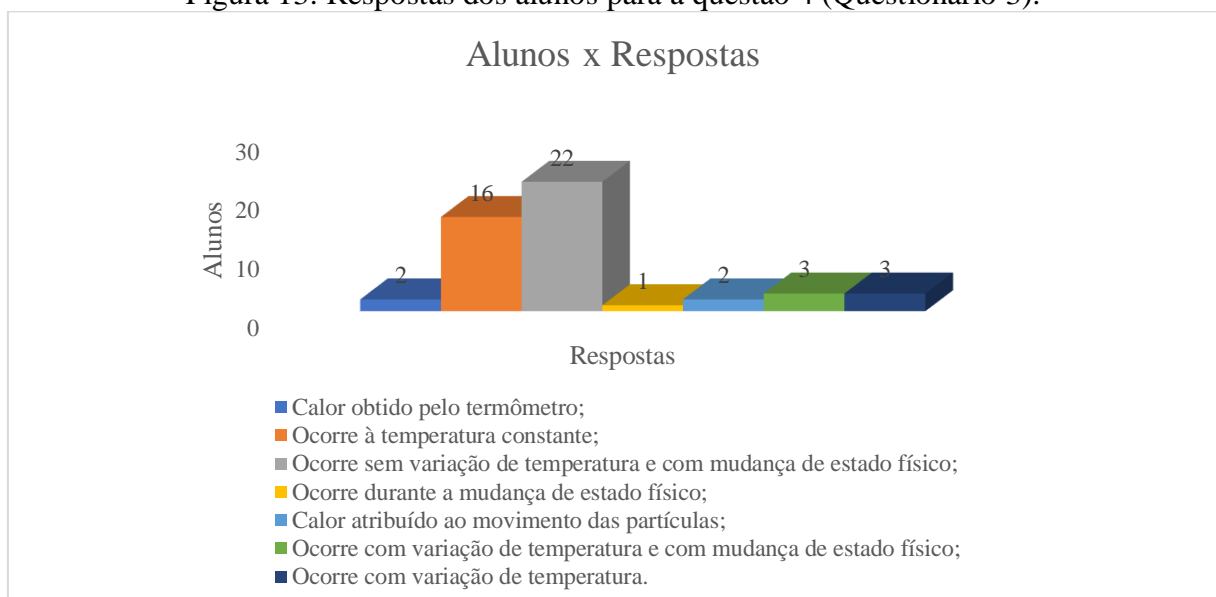 Figura 13: Respostas dos alunos para a questão 4 (Questionário 3).
Alunos x Respostas
30
20
10
0
Alunos
2
16
22
1
2
3
3
Respostas
Calor obtido pelo termômetro;
Ocorre à temperatura constante;
Ocorre sem variação de temperatura e com mudança de estado físico;
Ocorre durante a mudança de estado físico;
Calor atribuído ao movimento das partículas;
Ocorre com variação de temperatura e com mudança de estado físico;
Ocorre com variação de temperatura.